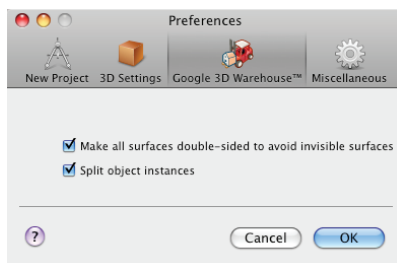 Preferences
New Project 3D Settings Google 3D Warehouse™ Miscellaneous
Make all surfaces double-sided to avoid invisible surfaces
Split object instances
? Cancel OK